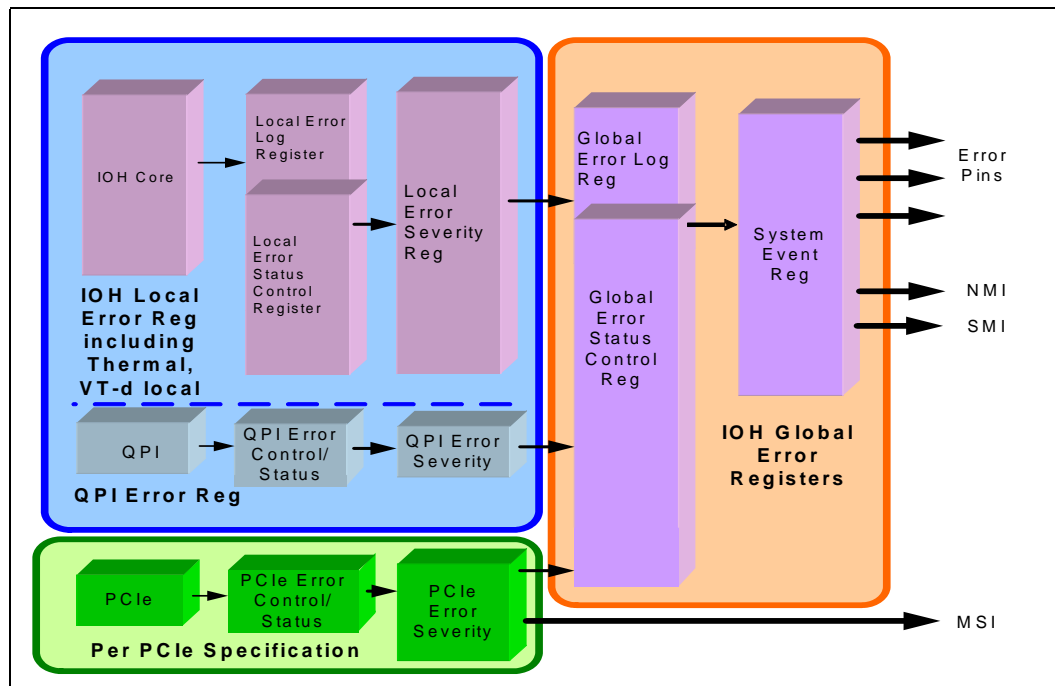 IOH Core
Local Error
Log
Register
Local
Error
Status
Control
Register
Local
Error
Severity
Reg
IOH Local
Error Reg
including
Thermal,
VT-d local
QPI
QPI Error
Control/
Status
QPI Error
Severity
QPI Error Reg
PCIe
PCIe Error
Control/
Status
PCIe
Error
Severity
Per PCIe Specification
Global
Error Log
Reg
Global
Error
Status
Control
Reg
System
Event
Reg
IOH Global
Error
Registers
Error
Pins
NMI
SMI
MSI